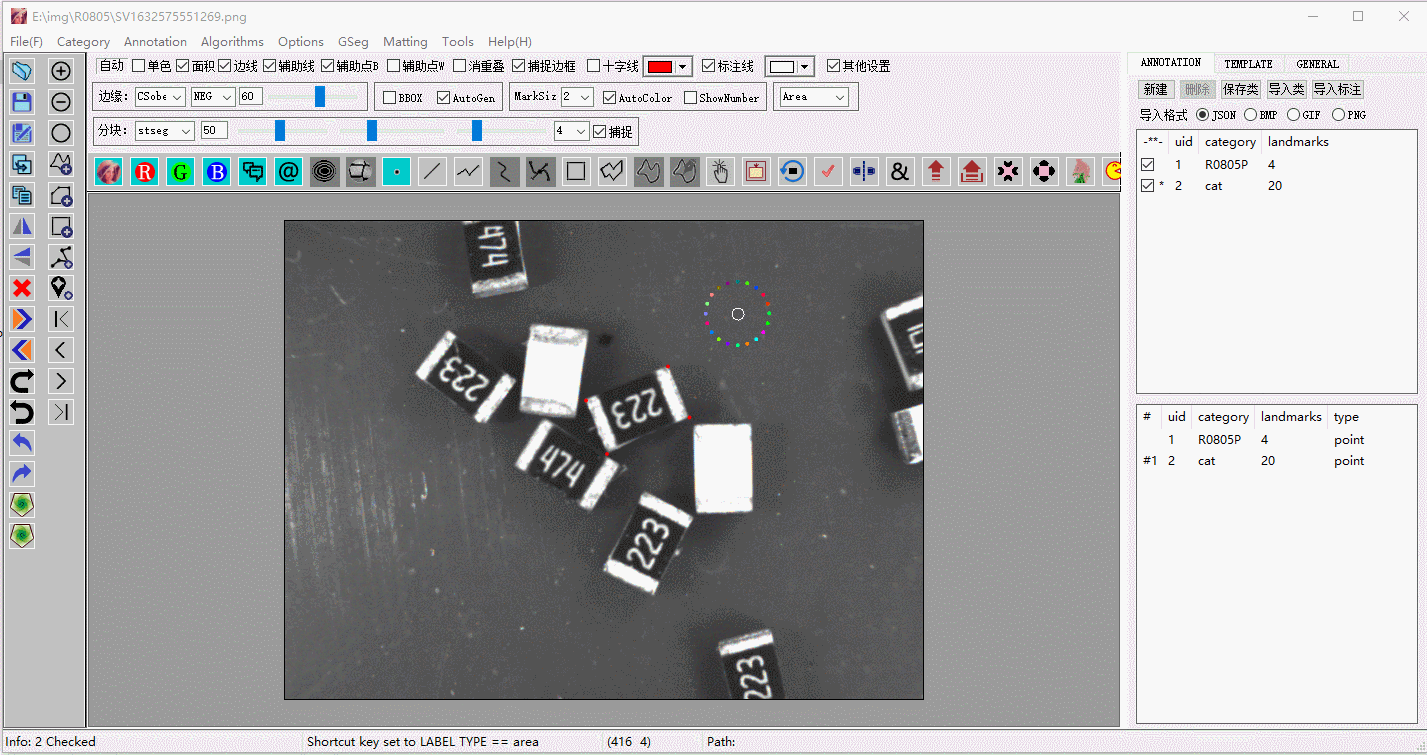 E:\img\R0805\SV1632575551269.png
File(F) Category Annotation Algorithms Options GSeg Matting Tools Help(H)
自动 单色 面积 边线 辅助线 辅助点B 辅助点W 消重叠 捕捉边框 十字线 标注线 其他设置
边缘: CSobe NEG 60 BBOX AutoGen MarkSiz 2 AutoColor ShowNumber Area
分块: stseg 50 4 捕捉
R G B @ &
ANNOTATION TEMPLATE GENERAL
新建 删除 保存类 导入类 导入标注
导入格式 JSON BMP GIF PNG
-**- uid category landmarks
1 R0805P 4
* 2 cat 20
# uid category landmarks type
1 R0805P 4 point
#1 2 cat 20 point
474
223
223
474
223
223
Info: 2 Checked Shortcut key set to LABEL TYPE == area (416 4) Path: